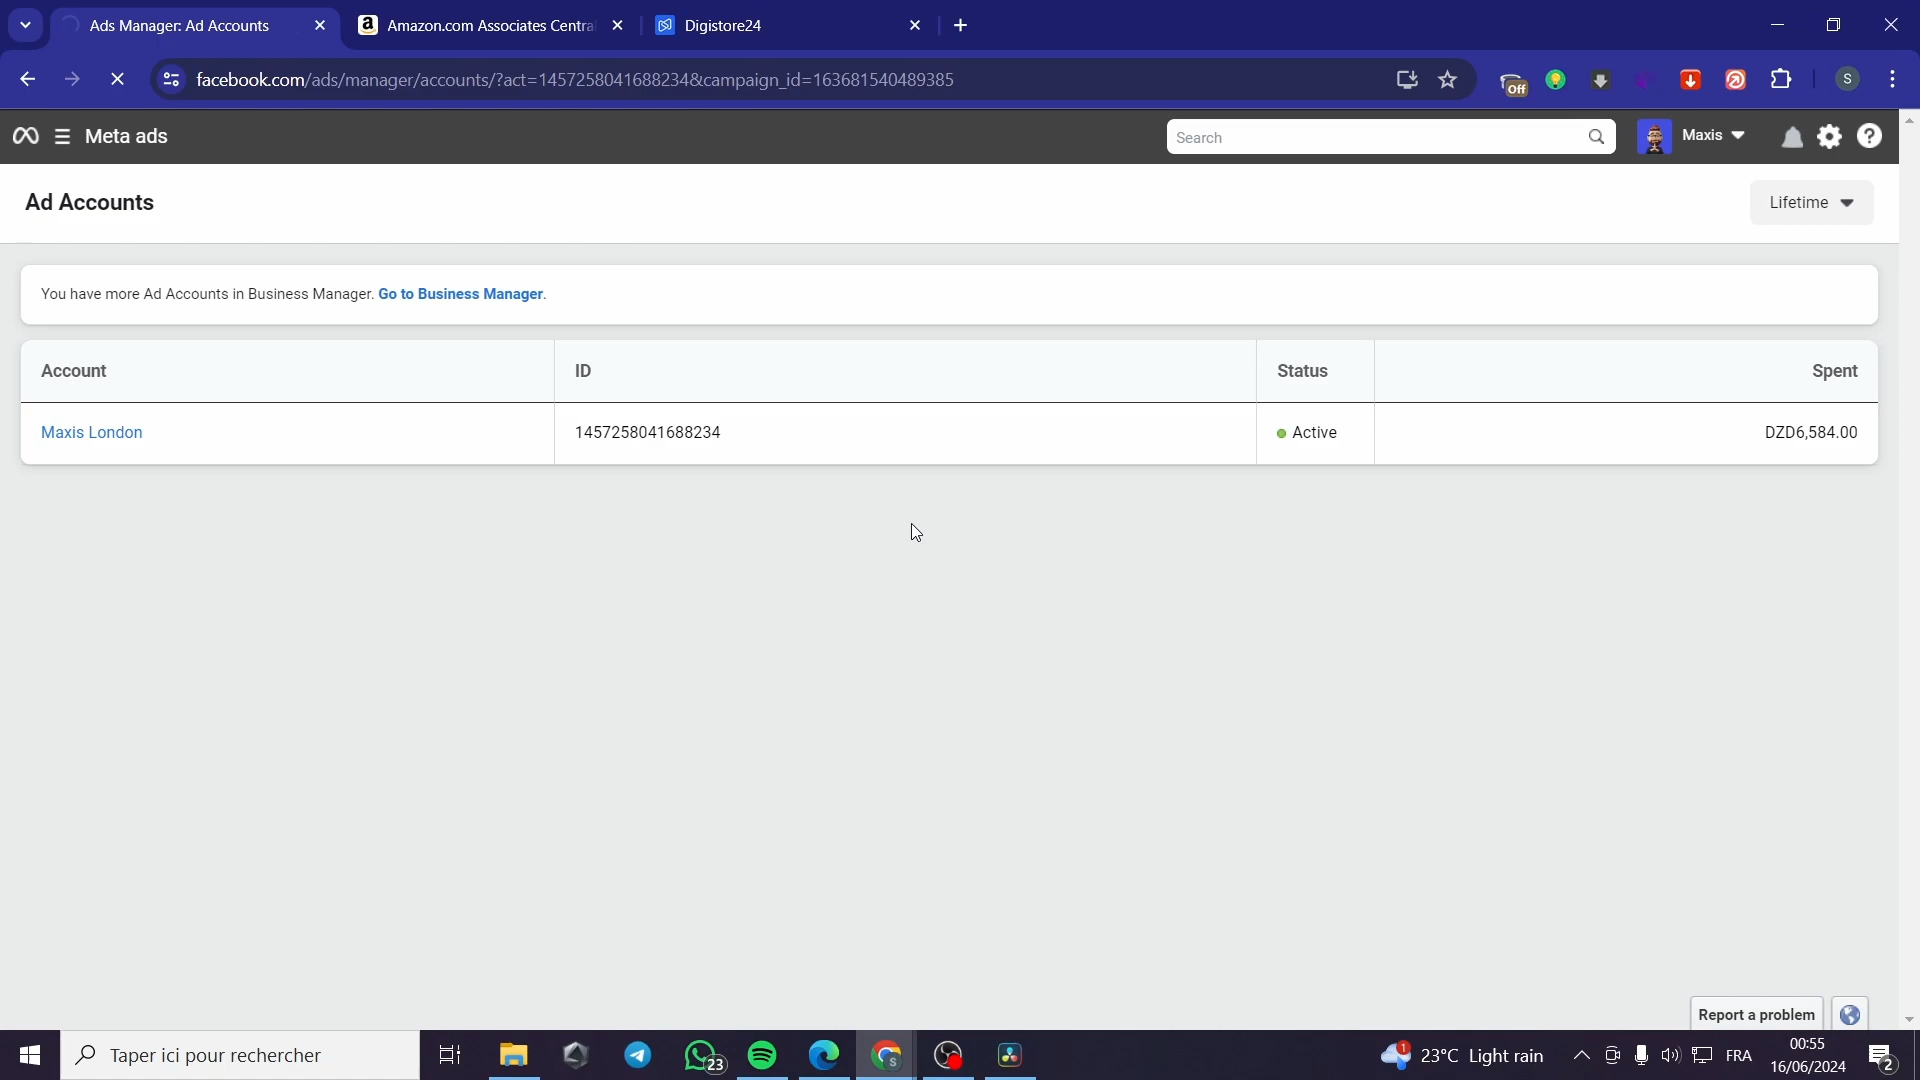 Ads Manager: Ad Accounts
Amazon.com Associates Centra
Digistore24
facebook.com/ads/manager/accounts/?act=1457258041688234&campaign_id=163681540489385
Off
S
Meta ads
Search
Maxis
Ad Accounts
Lifetime
You have more Ad Accounts in Business Manager. Go to Business Manager.
Account ID Status Spent
Maxis London 1457258041688234 Active DZD6,584.00
Report a problem
Taper ici pour rechercher
23
S
1
23°C Light rain
FRA
00:55
16/06/2024
2